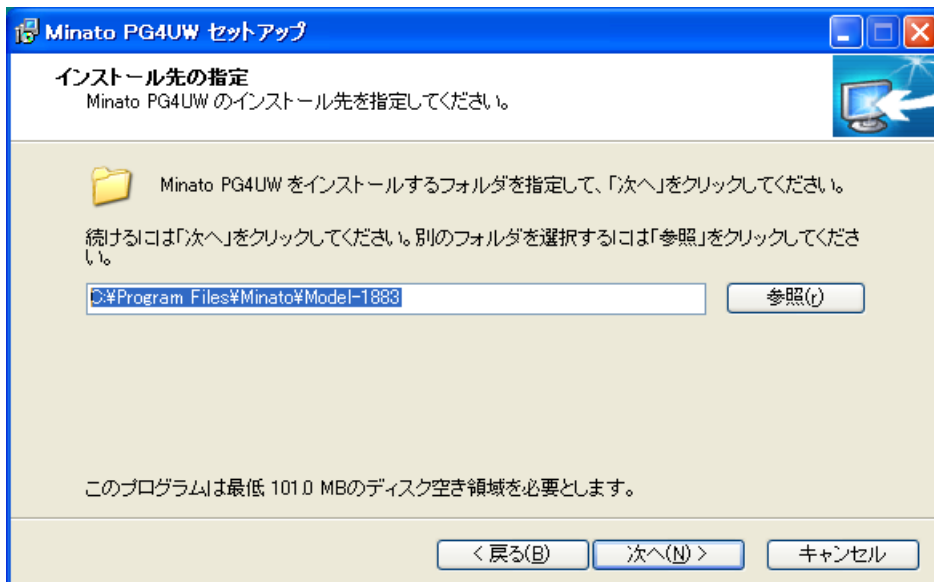 Minato PG4UW セットアップ
インストール先の指定
Minato PG4UW のインストール先を指定してください。
Minato PG4UW をインストールするフォルダを指定して、「次へ」をクリックしてください。
続けるには「次へ」をクリックしてください。別のフォルダを選択するには「参照」をクリックしてくださ
い。
C:¥Program Files¥Minato¥Model-1883
参照(r)
このプログラムは最低 101.0 MBのディスク空き領域を必要とします。
< 戻る(B)
次へ(N) >
キャンセル